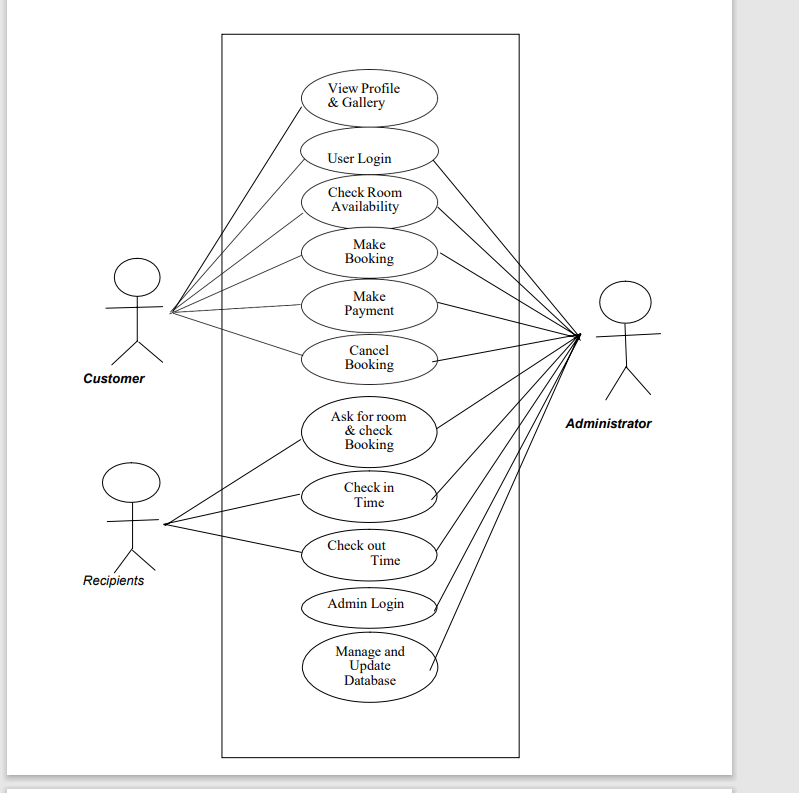 View Profile
& Gallery
User Login
Check Room
Availability
Make
Booking
Make
Payment
Cancel
Booking
Customer
Administrator
Ask for room
& check
Booking
Check in
Time
Check out
Time
Recipients
Admin Login
Manage and
Update
Database